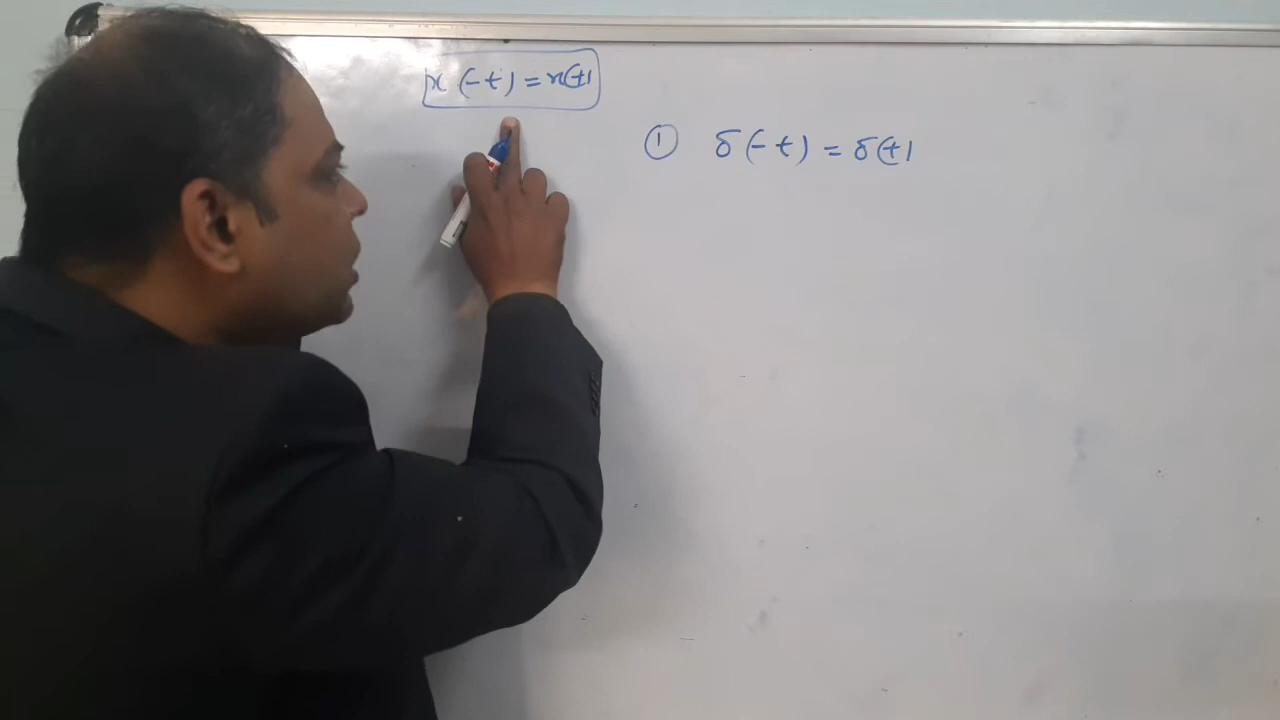 x(-t) = x(t)
① δ(-t) = δ(t)